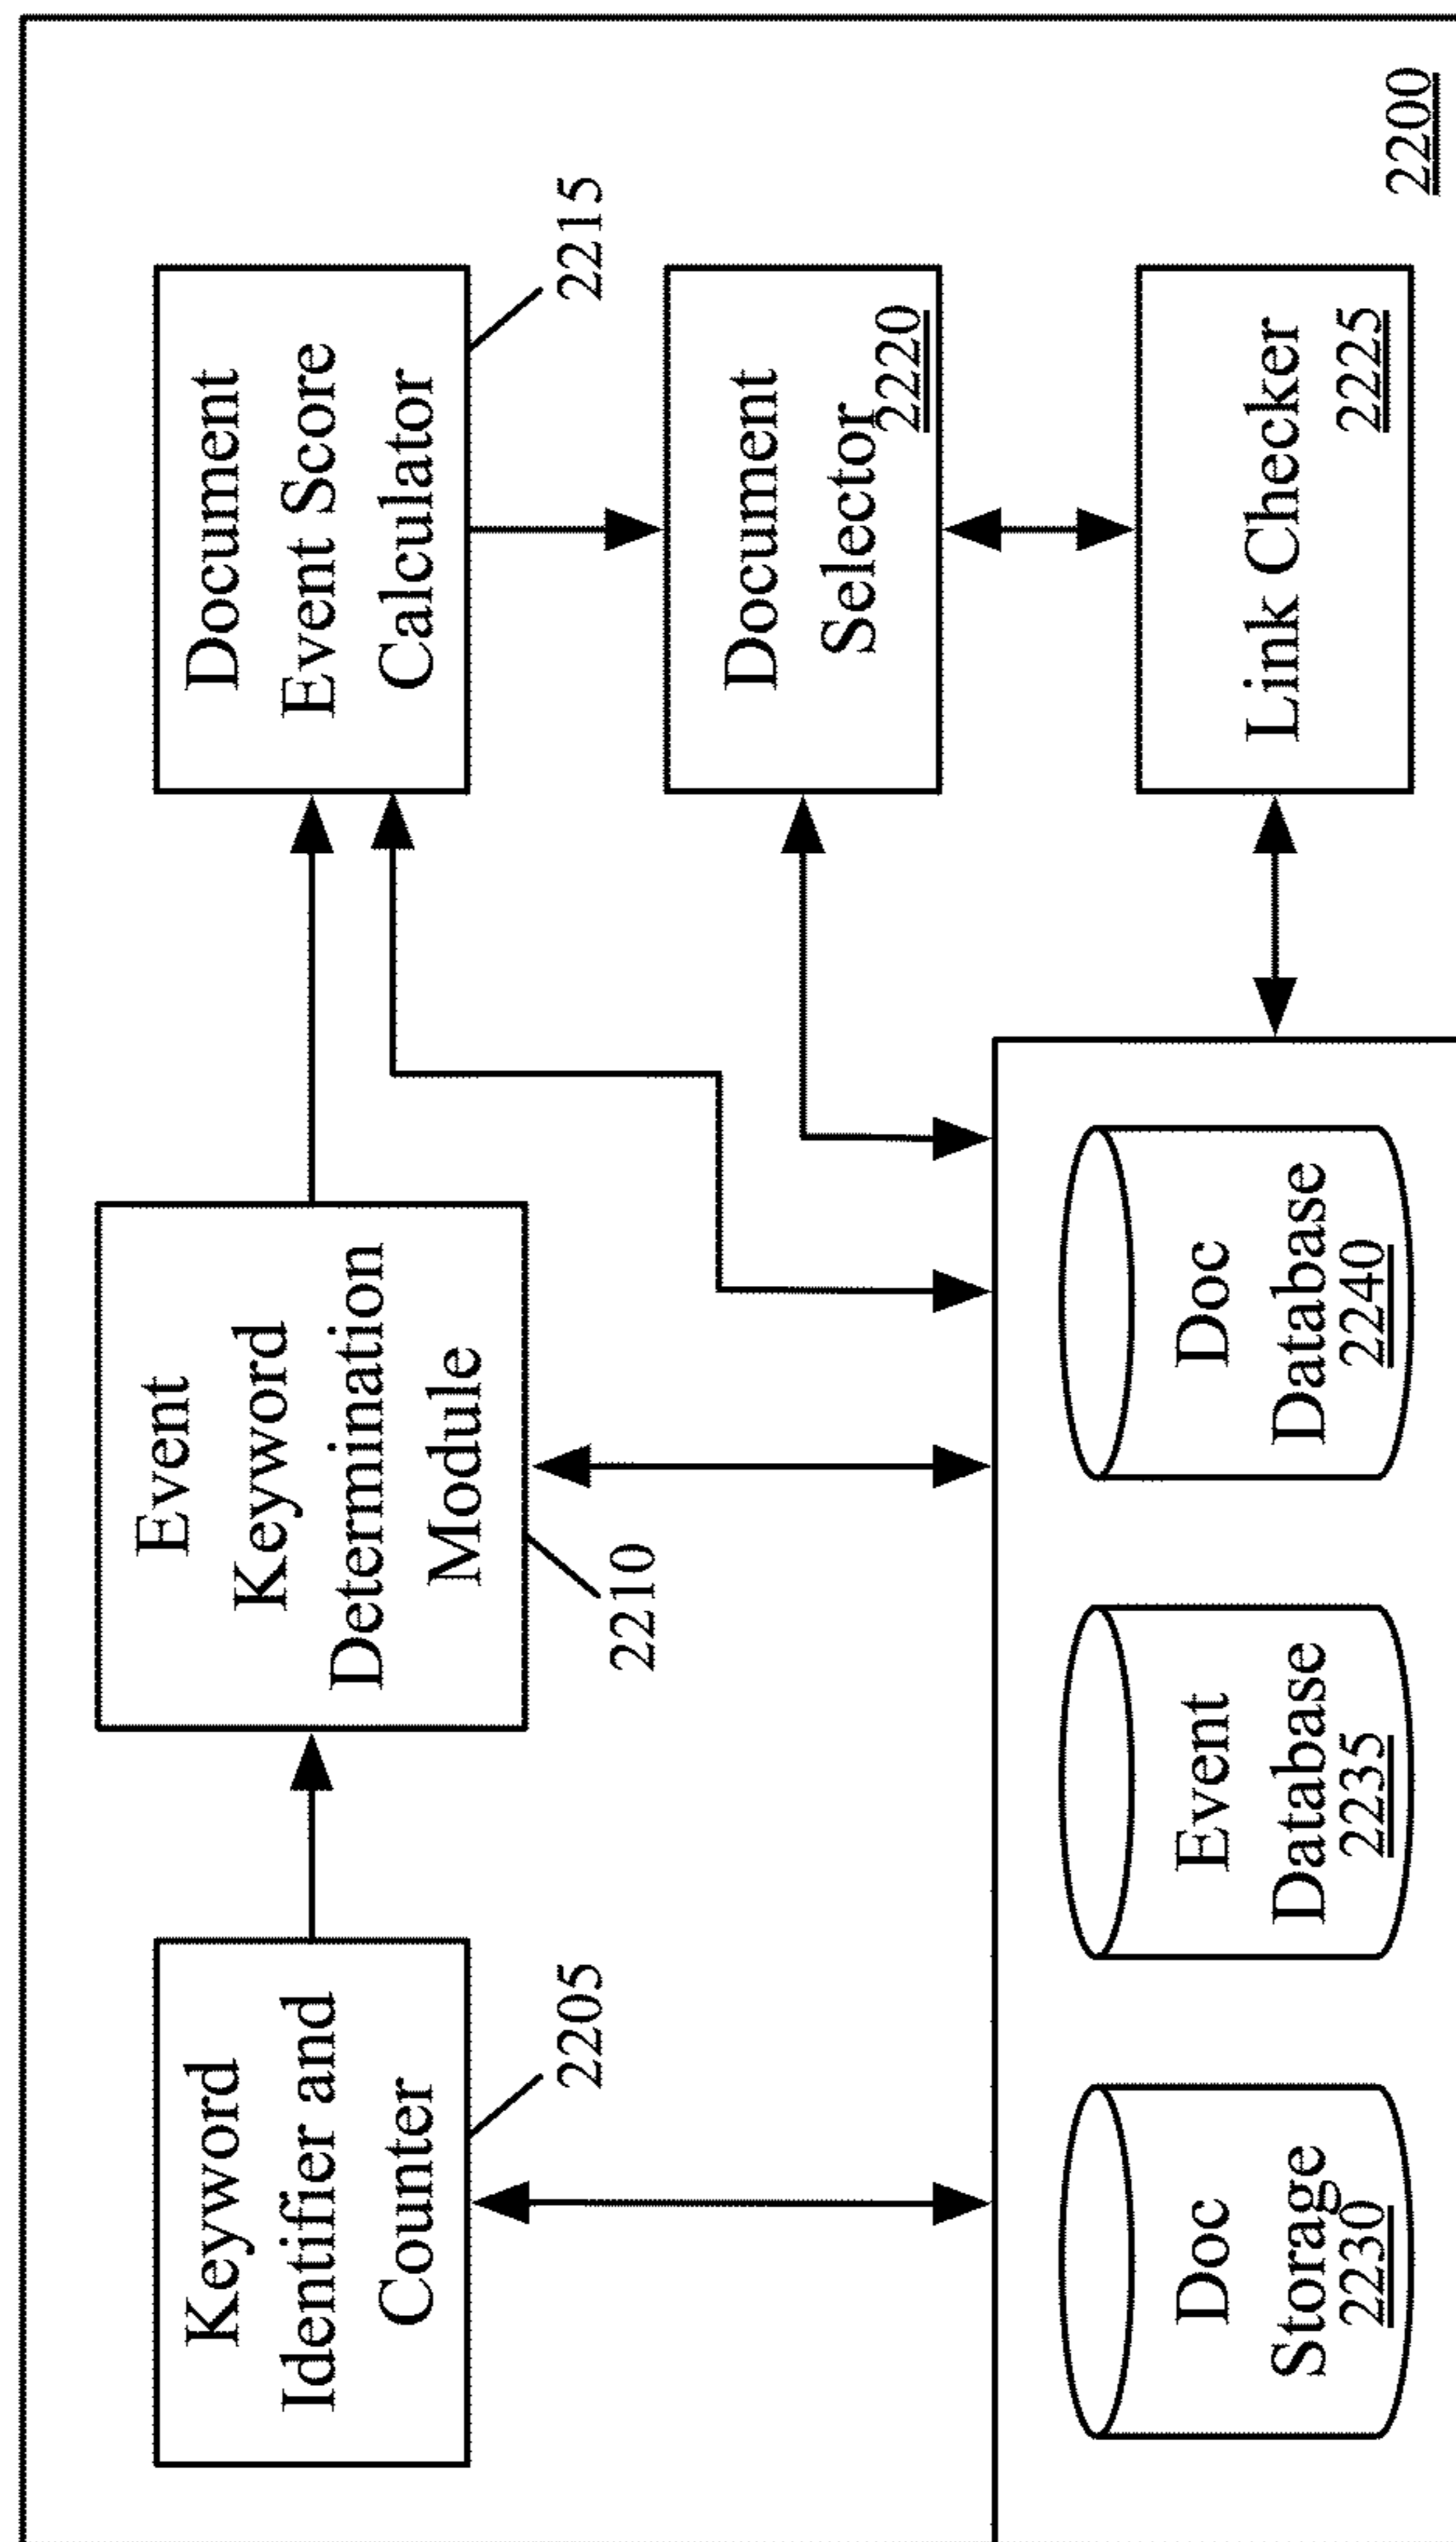 Keyword
Identifier and
Counter
2205
Event
Keyword
Determination
Module
2210
Document
Event Score
Calculator
2215
Document
Selector
2220
Link Checker
2225
Doc
Storage
2230
Event
Database
2235
Doc
Database
2240
2200